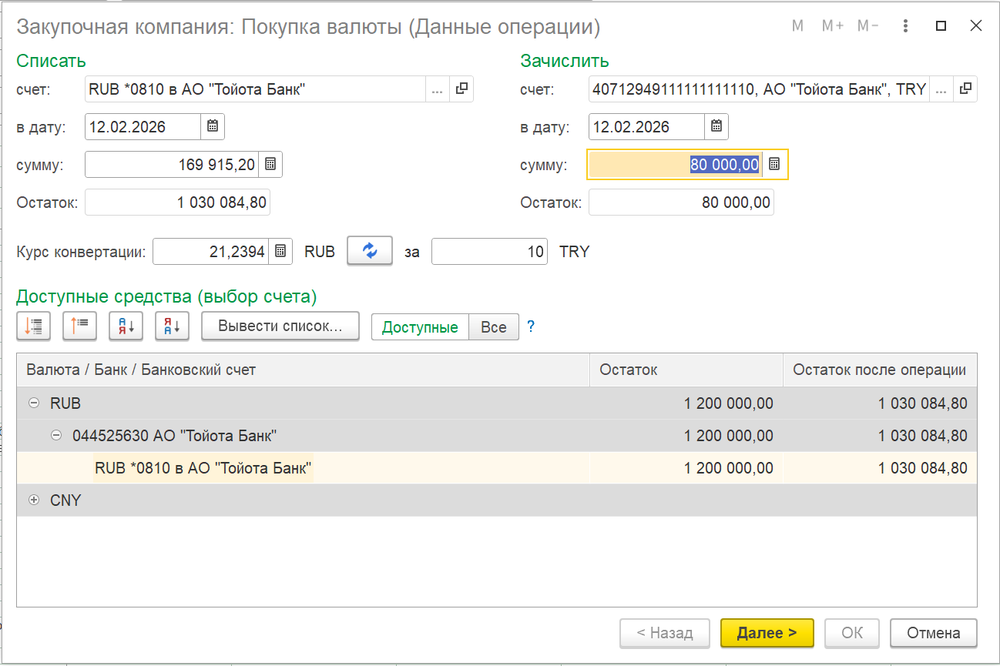 Закупочная компания: Покупка валюты (Данные операции) M M+ M-
Списать Зачислить
счет: RUB *0810 в АО "Тойота Банк" ... счет: 40712949111111111110, АО "Тойота Банк", TRY ...
в дату: 12.02.2026 в дату: 12.02.2026
сумму: 169 915,20 сумму: 80 000,00
Остаток: 1 030 084,80 Остаток: 80 000,00
Курс конвертации: 21,2394 RUB за 10 TRY
Доступные средства (выбор счета)
А Я Я А Вывести список... Доступные Все ?
Валюта / Банк / Банковский счет Остаток Остаток после операции
RUB 1 200 000,00 1 030 084,80
044525630 АО "Тойота Банк" 1 200 000,00 1 030 084,80
RUB *0810 в АО "Тойота Банк" 1 200 000,00 1 030 084,80
CNY
< Назад Далее > ОК Отмена